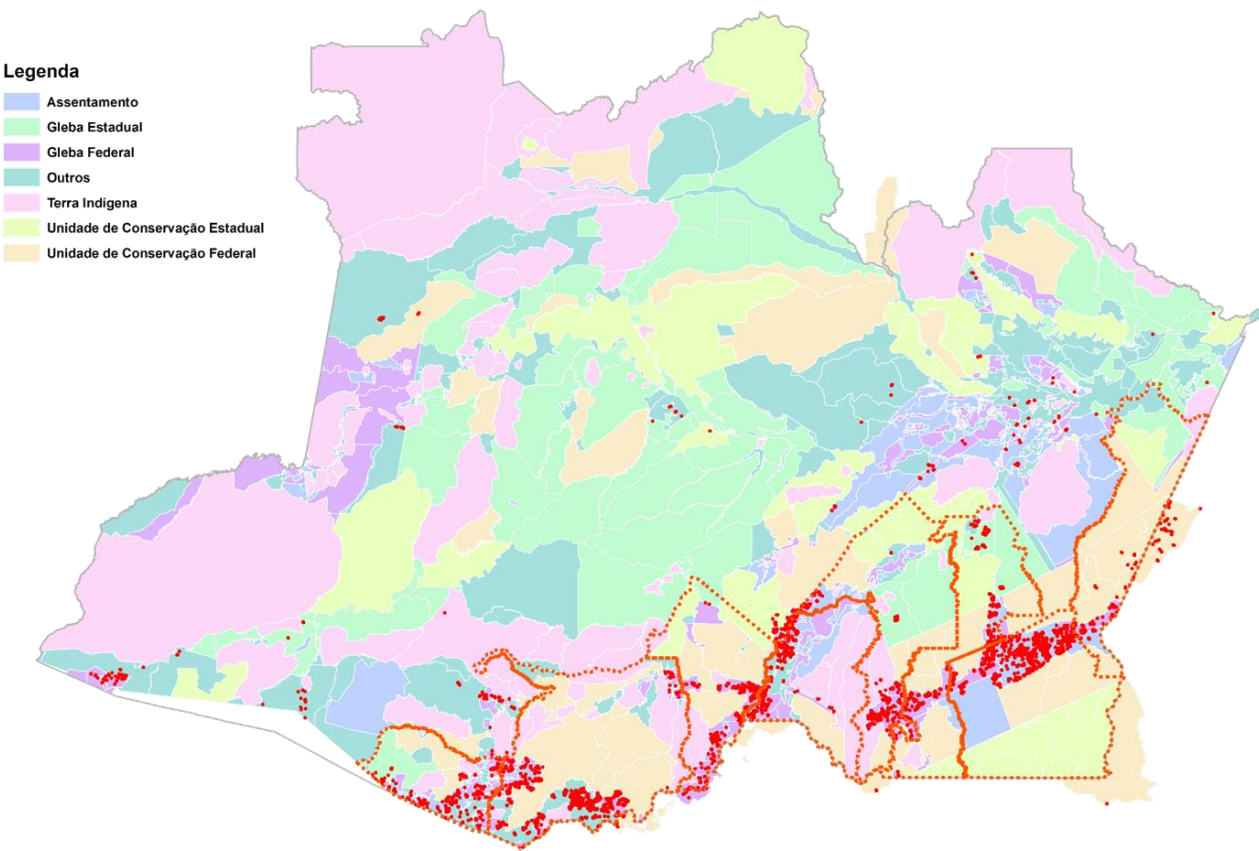 Legenda
Assentamento
Gleba Estadual
Gleba Federal
Outros
Terra Indígena
Unidade de Conservação Estadual
Unidade de Conservação Federal